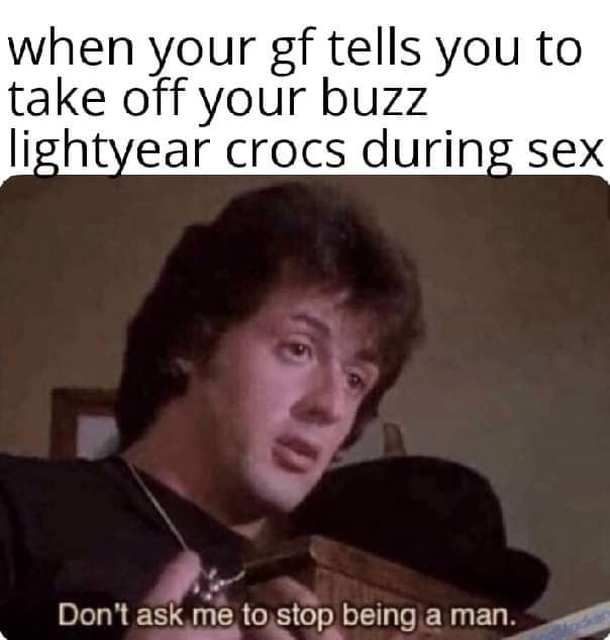 when your gf tells you to
take off your buzz
lightyear crocs during sex
Don't ask me to stop being a man.